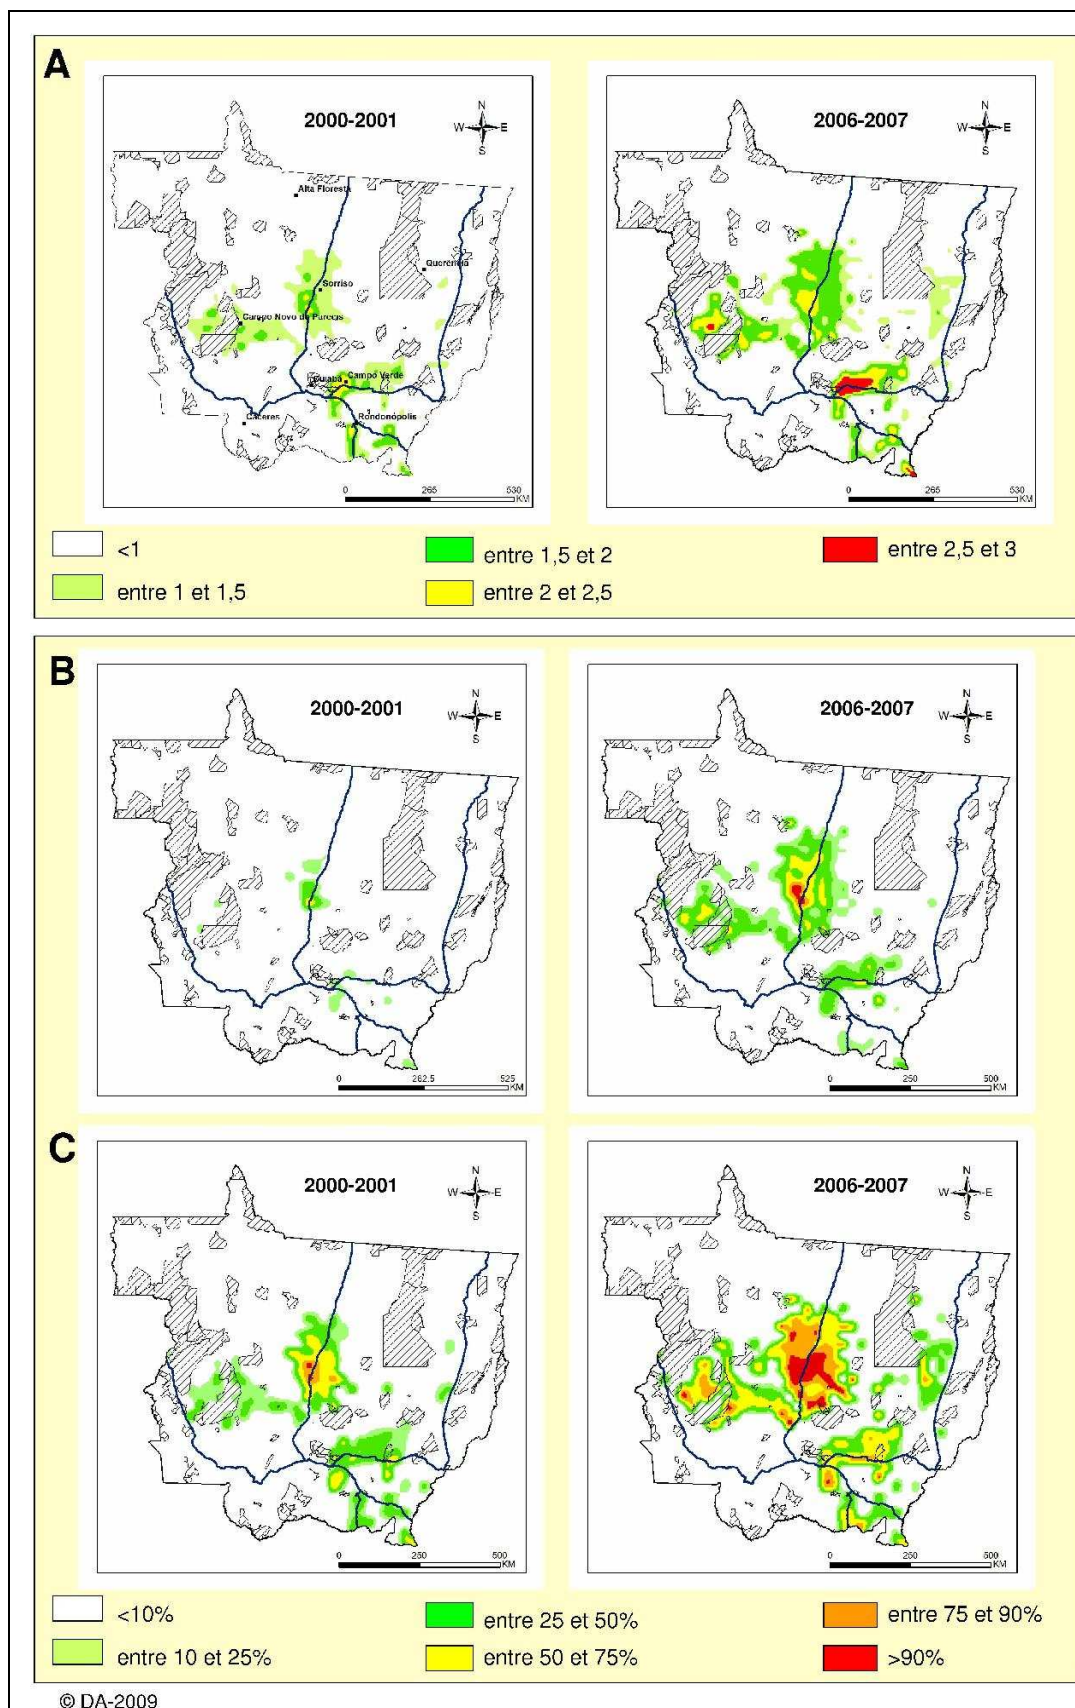 A
2000-2001
N
W E
S
Alta Floresta
Querência
Sorriso
Campo Novo do Parecis
Cuiabá
Campo Verde
Cáceres
Rondonópolis
0 265 530
KM
2006-2007
N
W E
S
0 265 530
KM
<1
entre 1 et 1,5
entre 1,5 et 2
entre 2 et 2,5
entre 2,5 et 3
B
2000-2001
N
W E
S
0 262.5 525
KM
2006-2007
N
W E
S
0 250 500
KM
C
2000-2001
N
W E
S
0 250 500
KM
2006-2007
N
W E
S
0 250 500
KM
<10%
entre 10 et 25%
entre 25 et 50%
entre 50 et 75%
entre 75 et 90%
>90%
© DA-2009